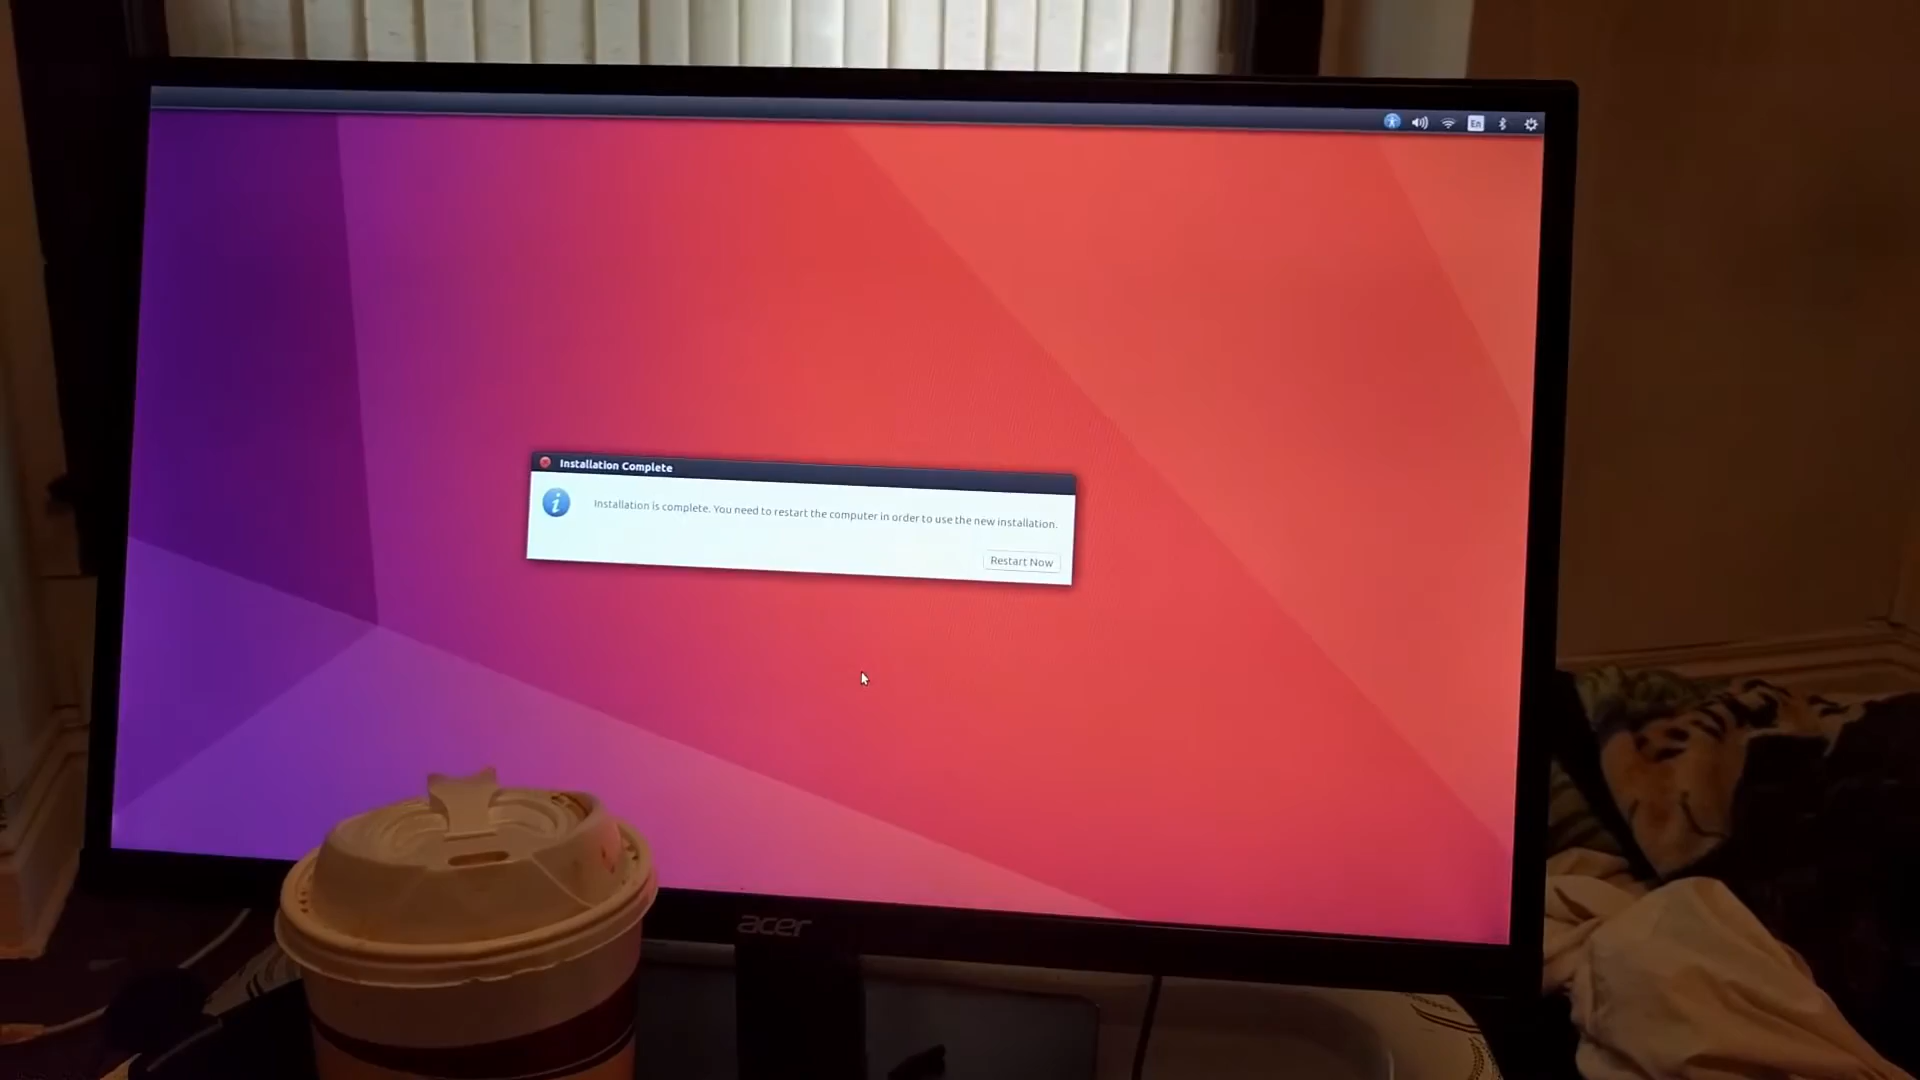 En
Installation Complete
Installation is complete. You need to restart the computer in order to use the new installation.
Restart Now
acer